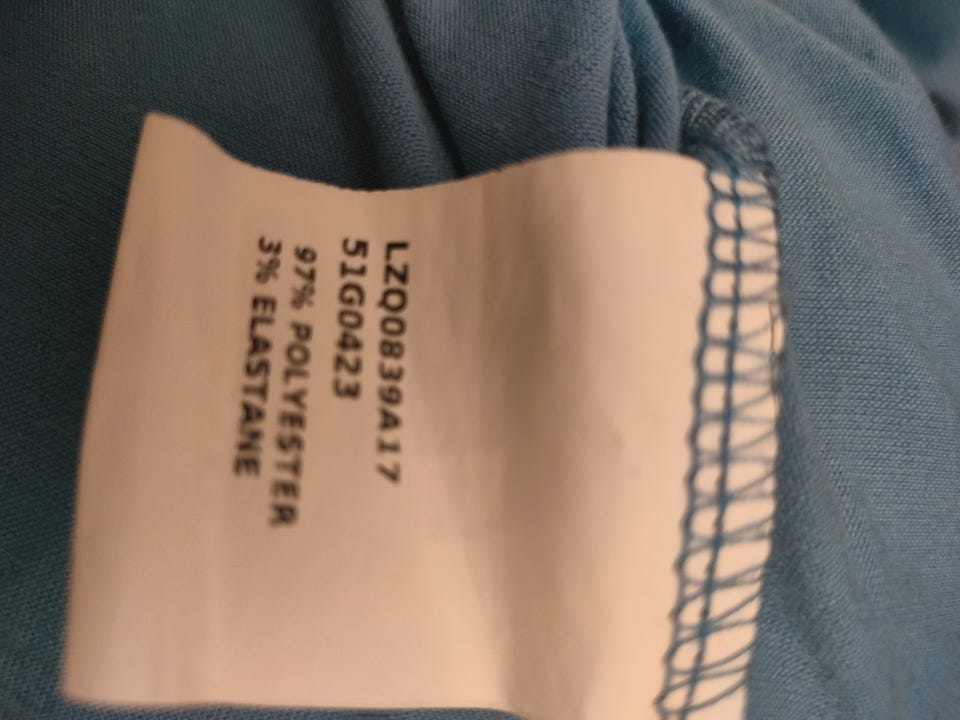 LZQ0839A17
51G0423
97% POLYESTER
3% ELASTANE